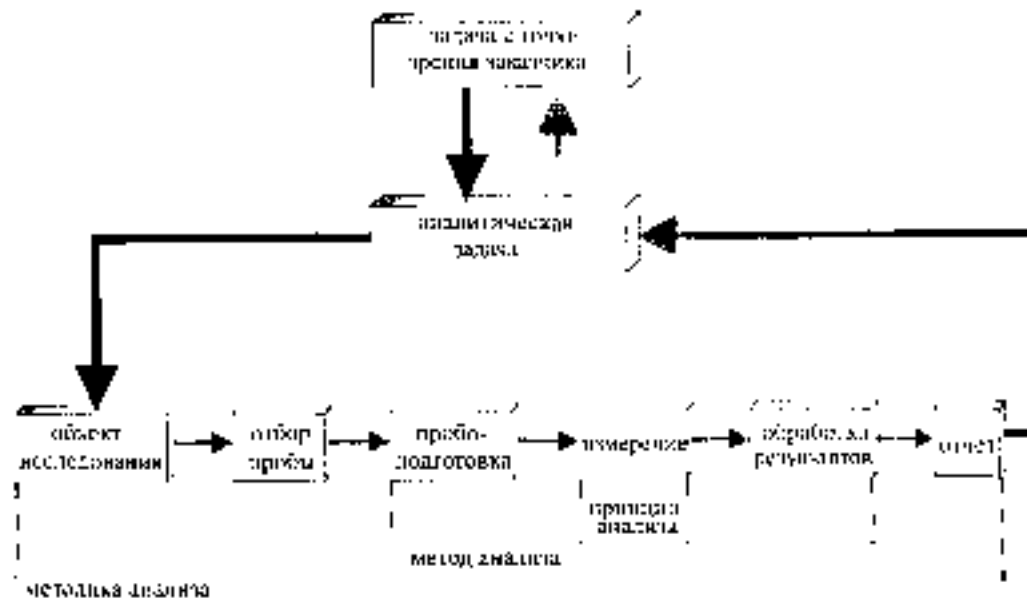 задача с точки
зрения заказчика
аналитическая
задача
объект
исследования
отбор
пробы
пробо-
подготовка
измерение
обработка
результатов
отчет
принцип
анализа
метод анализа
методика анализа